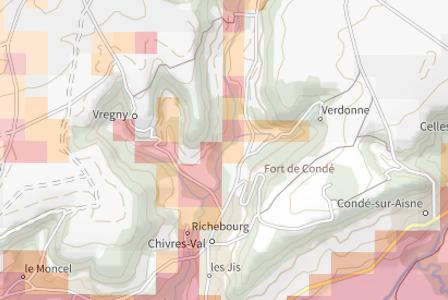 Verdonne
Vregny
Celles
Fort de Condé
Condé-sur-Aisne
Richebourg
Chivres-Val
le Moncel
les Jis